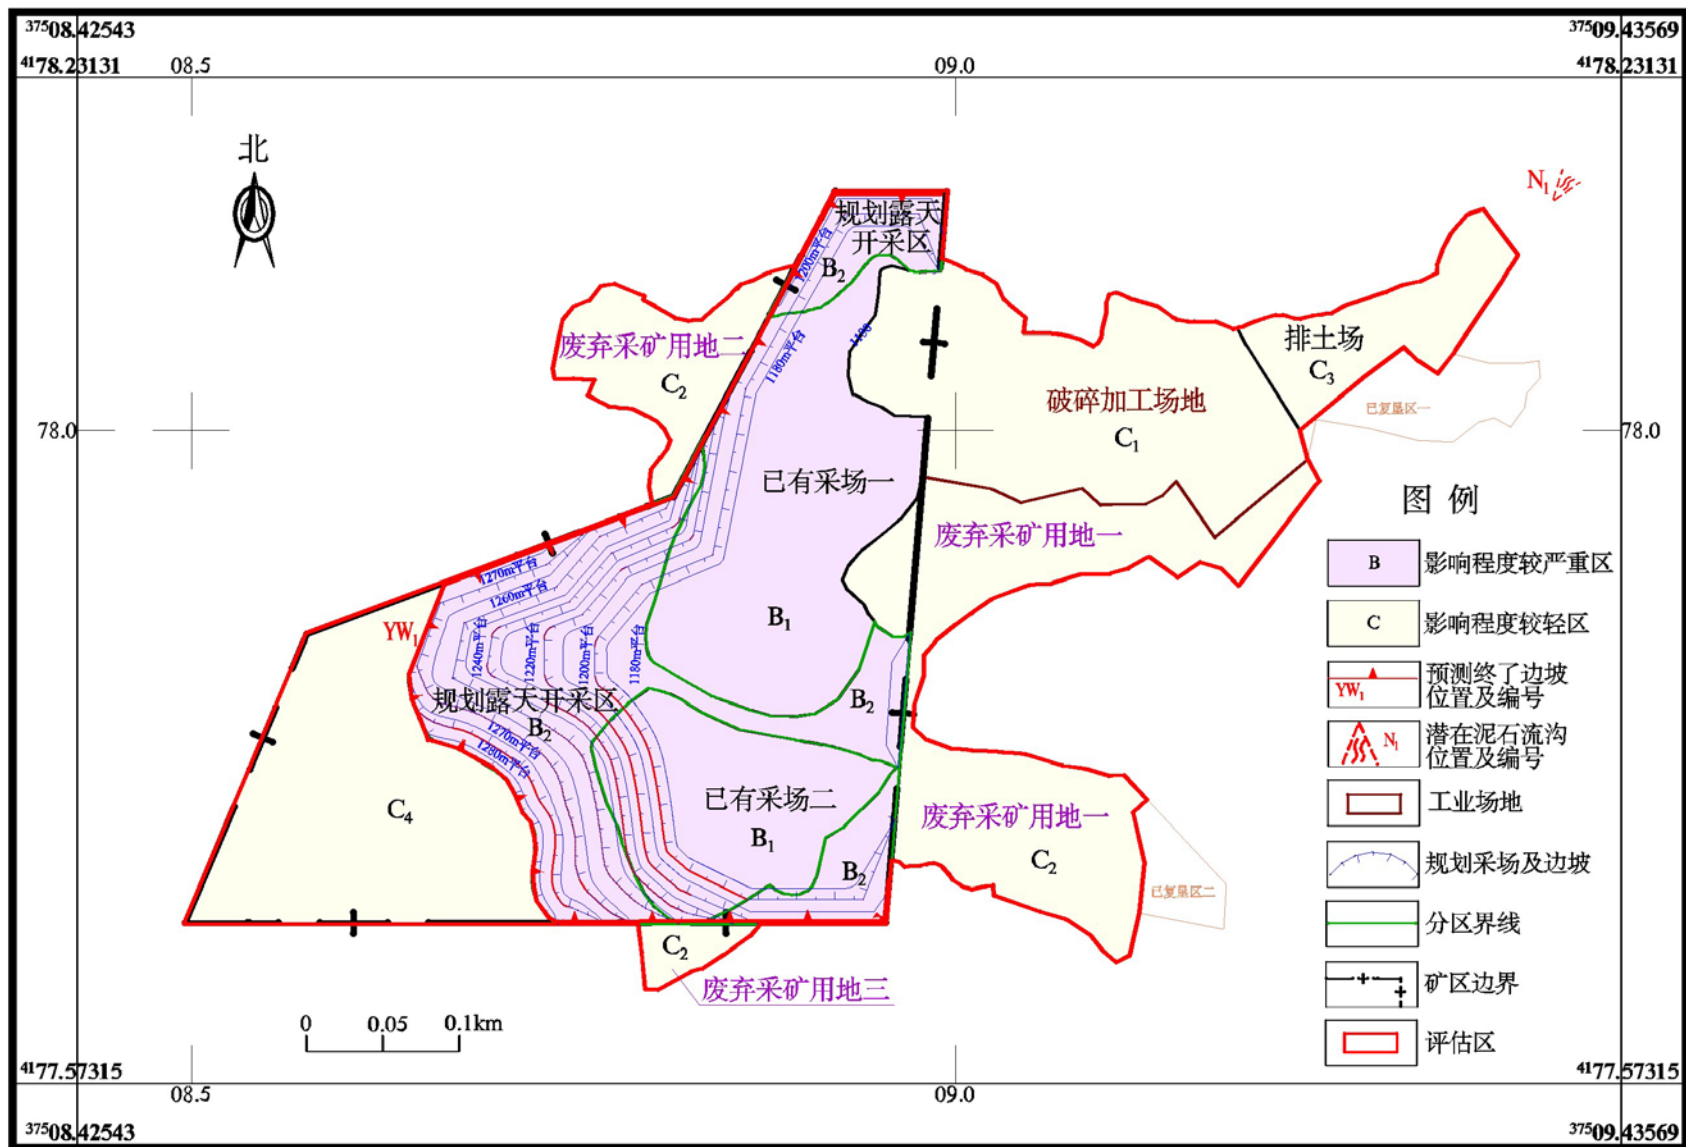 37508.42543
37509.43569
4178.23131
08.5
09.0
4178.23131
北
N1
规划露天
开采区
B2
1200m平台
1180m平台
废弃采矿用地二
C2
排土场
C3
破碎加工场地
C1
已复垦区一
78.0
78.0
已有采场一
废弃采矿用地一
1270m平台
1260m平台
1240m平台
1220m平台
1200m平台
1180m平台
YW1
B1
规划露天开采区
B2
B2
1270m平台
1280m平台
C4
已有采场二
B1
B2
废弃采矿用地一
C2
已复垦区二
C2
废弃采矿用地三
0 0.05 0.1km
图 例
B 影响程度较严重区
C 影响程度较轻区
YW1 预测终了边坡
位置及编号
N1 潜在泥石流沟
位置及编号
工业场地
规划采场及边坡
分区界线
矿区边界
评估区
4177.57315
08.5
09.0
4177.57315
37508.42543
37509.43569